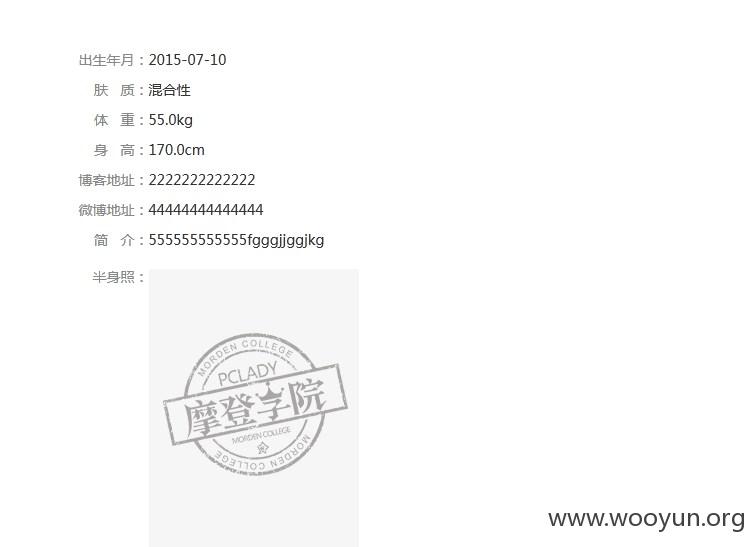 出生年月：2015-07-10
肤 质：混合性
体 重：55.0kg
身 高：170.0cm
博客地址：2222222222222
微博地址：44444444444444
简 介：555555555555fgggjjggjkg
半身照：
MORDEN COLLEGE
PCLADY
摩登学院
MORDEN COLLEGE
MORDEN COLLEGE
www.wooyun.org